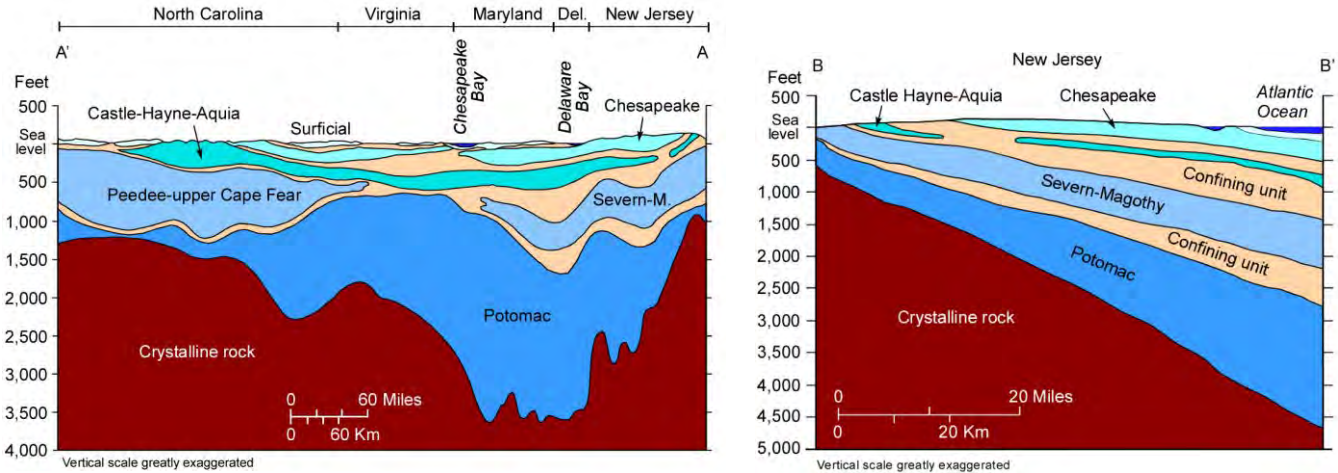 North Carolina
Virginia
Maryland
Del.
New Jersey
A'
A
Feet
500
Sea
level
500
1,000
1,500
2,000
2,500
3,000
3,500
4,000
Castle-Hayne-Aquia
Surficial
Chesapeake
Bay
Delaware
Bay
Chesapeake
Peedee-upper Cape Fear
Severn-M.
Potomac
Crystalline rock
0 60 Miles
0 60 Km
Vertical scale greatly exaggerated
New Jersey
B
B'
Feet
500
Sea
level
500
1,000
1,500
2,000
2,500
3,000
3,500
4,000
4,500
5,000
Castle Hayne-Aquia
Chesapeake
Atlantic
Ocean
Confining unit
Severn-Magothy
Confining unit
Potomac
Crystalline rock
0 20 Miles
0 20 Km
Vertical scale greatly exaggerated